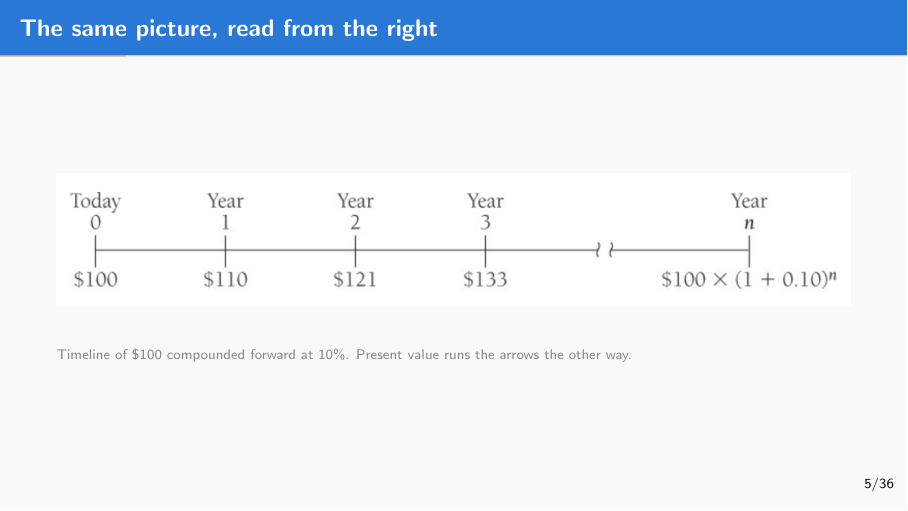 The same picture, read from the right
Today Year Year Year Year
0 1 2 3 n
$100 $110 $121 $133 $100 × (1 + 0.10)ⁿ
Timeline of $100 compounded forward at 10%. Present value runs the arrows the other way.
5/36